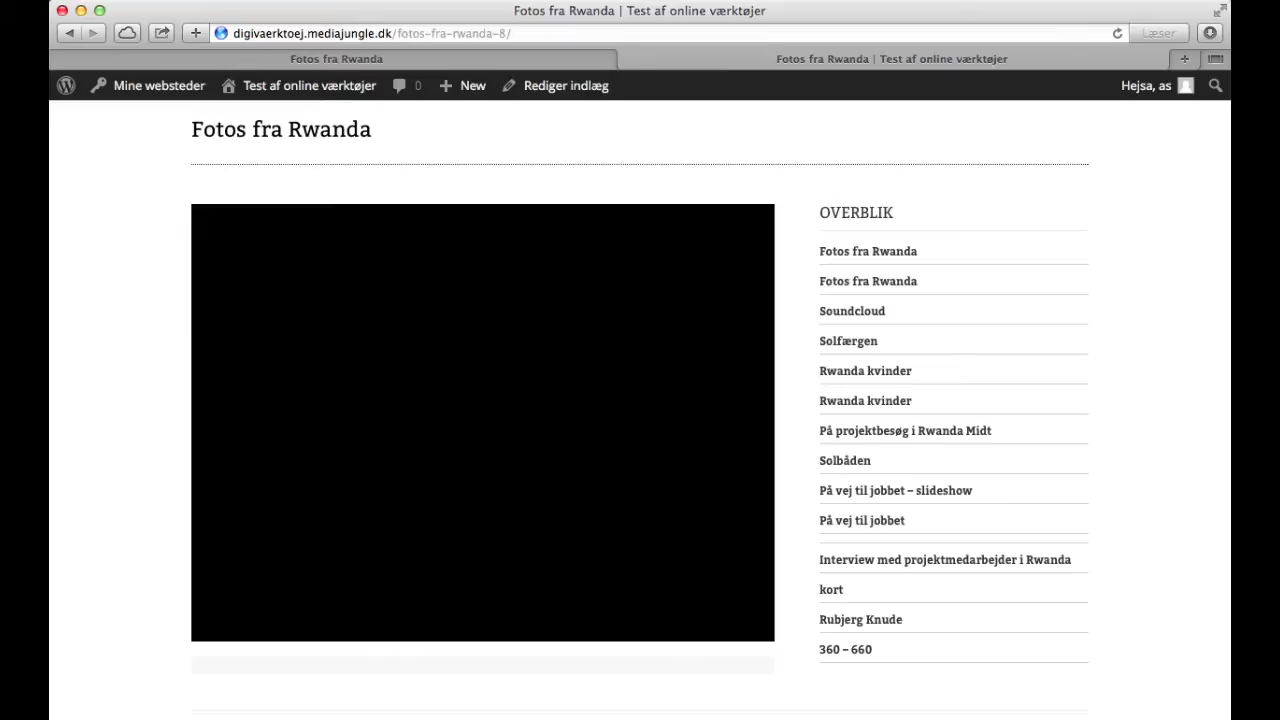 Fotos fra Rwanda | Test af online værktøjer
digivaerktoej.mediajungle.dk/fotos-fra-rwanda-8/
Læser
Fotos fra Rwanda
Fotos fra Rwanda | Test af online værktøjer
Mine websteder
Test af online værktøjer
0
New
Rediger indlæg
Hejsa, as
Fotos fra Rwanda
OVERBLIK
Fotos fra Rwanda
Fotos fra Rwanda
Soundcloud
Solfærgen
Rwanda kvinder
Rwanda kvinder
På projektbesøg i Rwanda Midt
Solbåden
På vej til jobbet – slideshow
På vej til jobbet
Interview med projektmedarbejder i Rwanda
kort
Rubjerg Knude
360 – 660